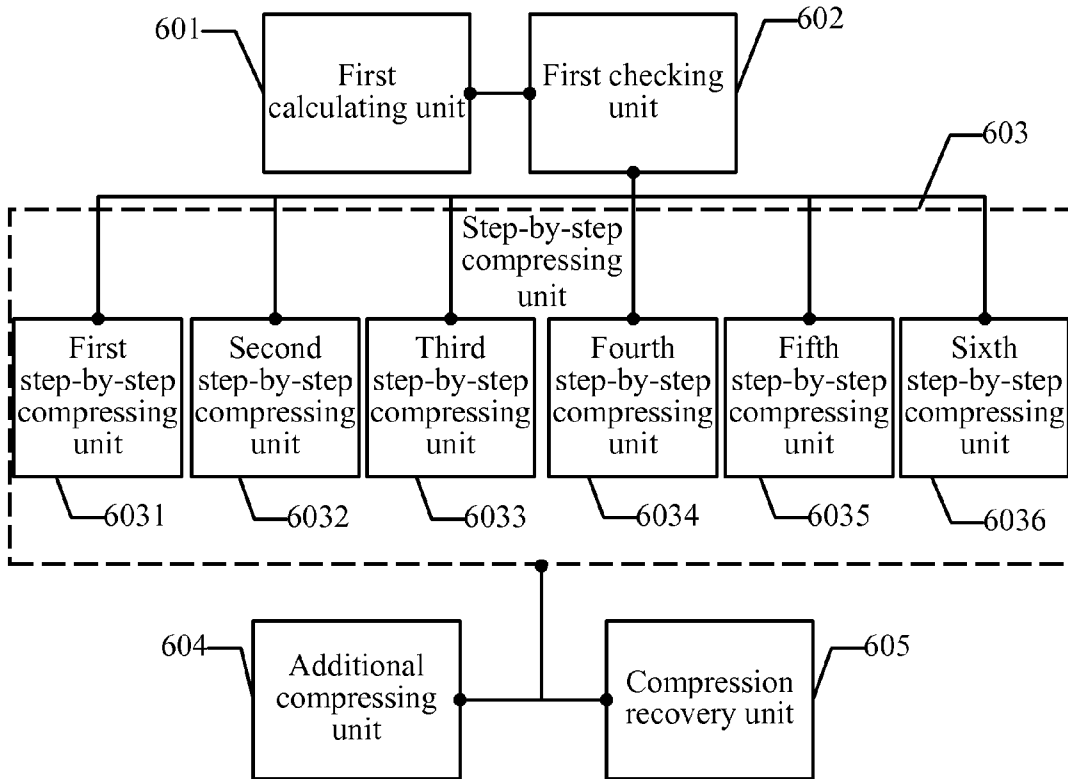 601
First
calculating unit
First checking
unit
602
603
Step-by-step
compressing
unit
First
step-by-step
compressing
unit
Second
step-by-step
compressing
unit
Third
step-by-step
compressing
unit
Fourth
step-by-step
compressing
unit
Fifth
step-by-step
compressing
unit
Sixth
step-by-step
compressing
unit
6031
6032
6033
6034
6035
6036
604
Additional
compressing
unit
Compression
recovery unit
605